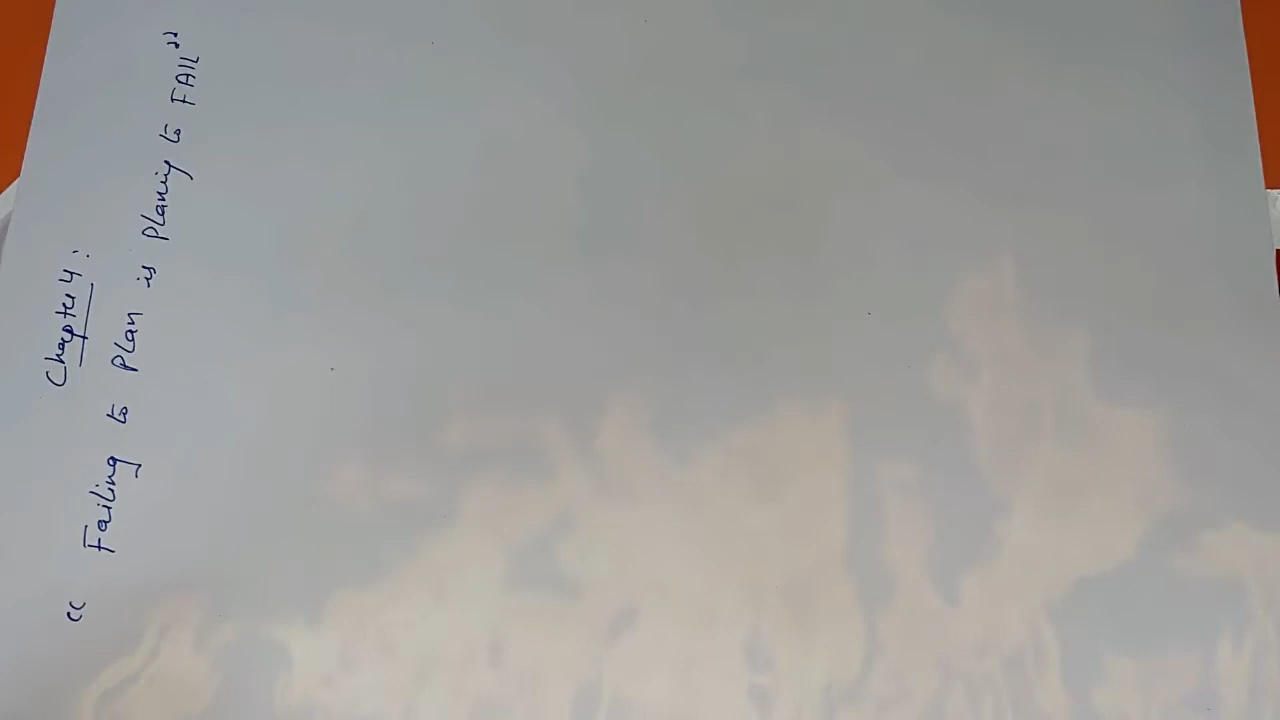 Chapter 4:
“ Failing to Plan is Planing to FAIL”